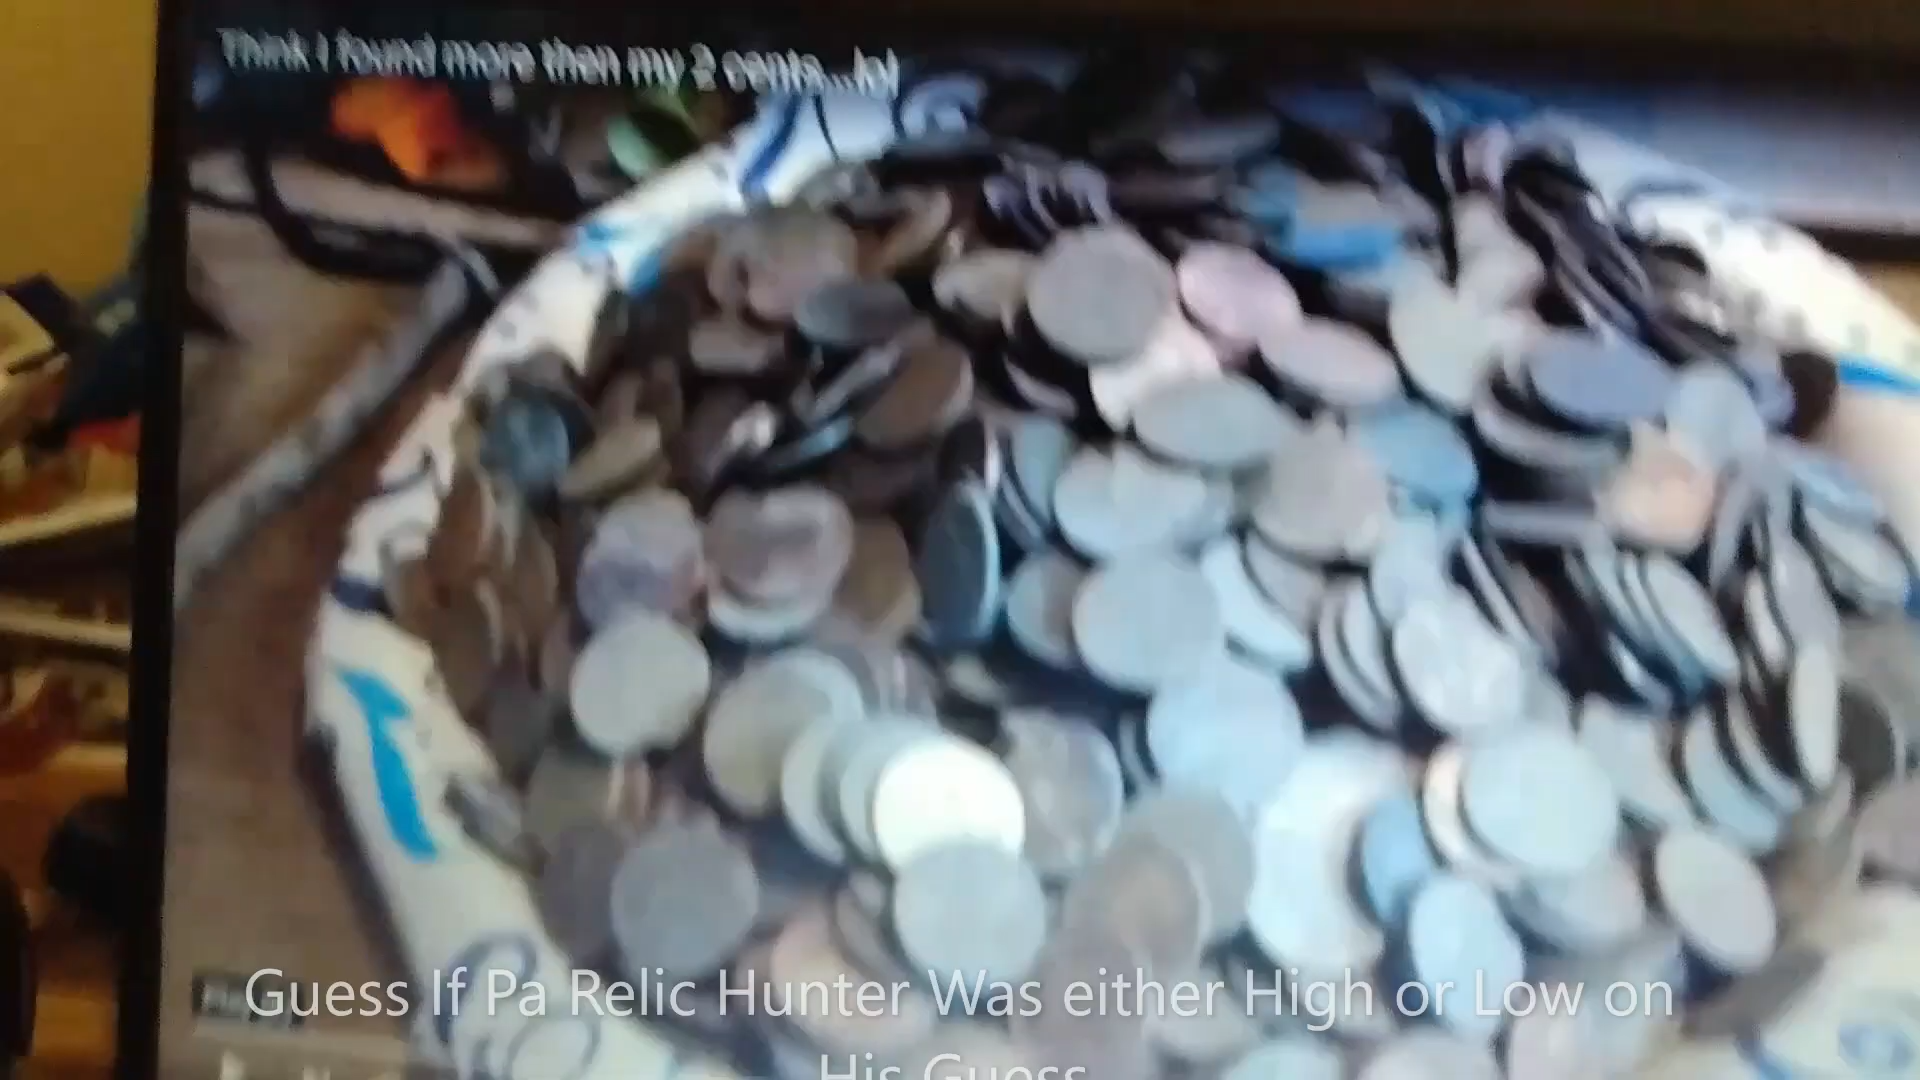 Think I found more then my 2 cents...lol
Guess If Pa Relic Hunter Was either High or Low on
His Guess